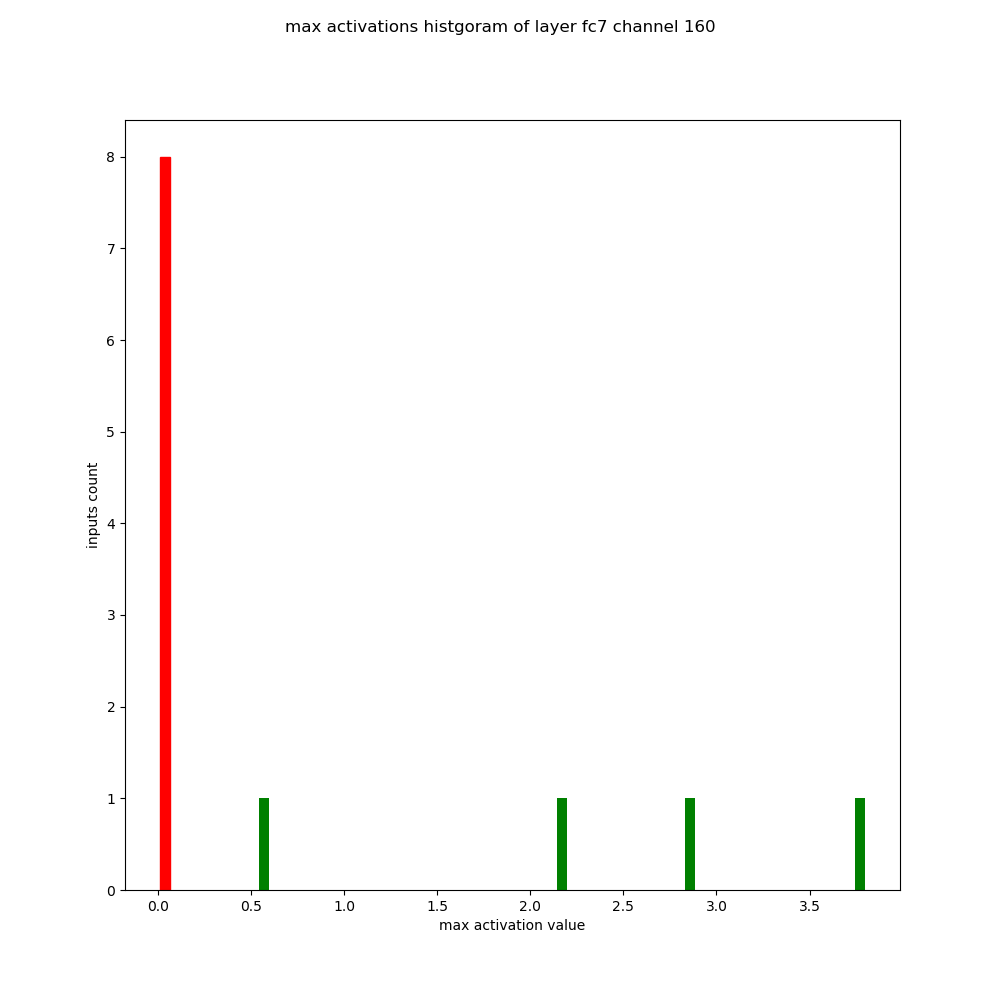 max activations histgoram of layer fc7 channel 160
8
7
6
5
4
3
2
1
0
inputs count
0.0 0.5 1.0 1.5 2.0 2.5 3.0 3.5
max activation value